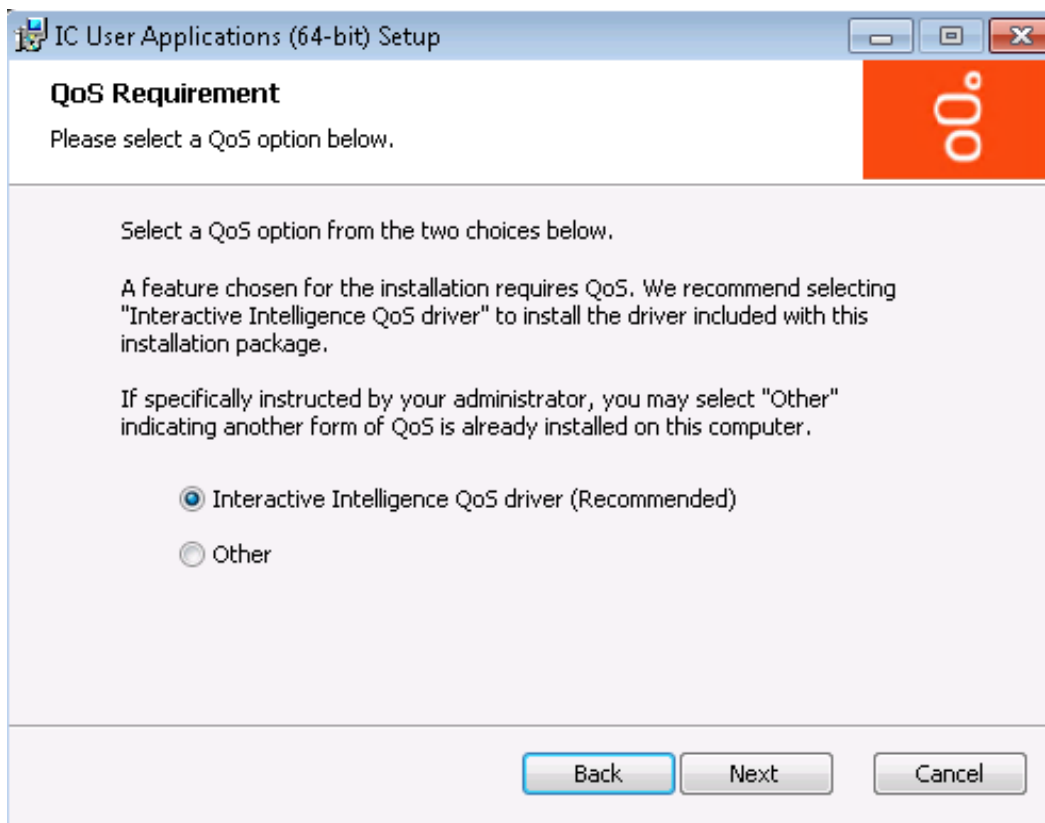 IC User Applications (64-bit) Setup
QoS Requirement
Please select a QoS option below.
Select a QoS option from the two choices below.
A feature chosen for the installation requires QoS. We recommend selecting
"Interactive Intelligence QoS driver" to install the driver included with this
installation package.
If specifically instructed by your administrator, you may select "Other"
indicating another form of QoS is already installed on this computer.
Interactive Intelligence QoS driver (Recommended)
Other
Back
Next
Cancel